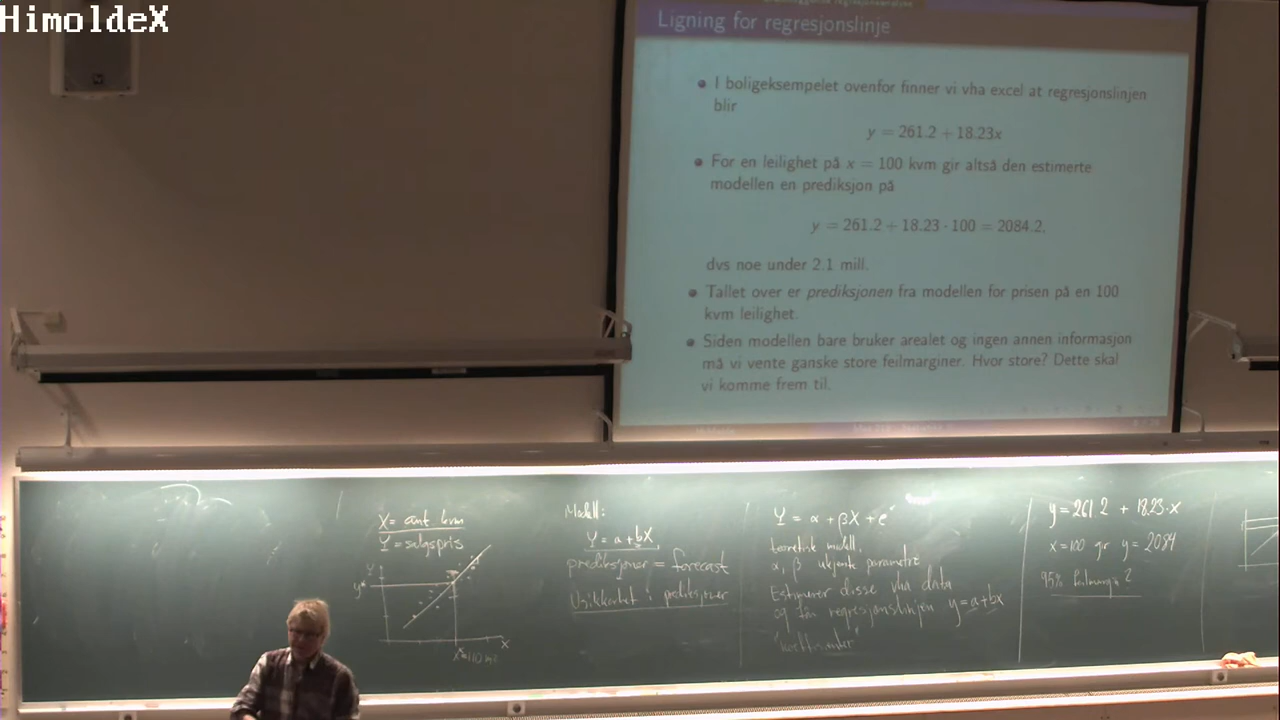 HimoldeX
Ligning for regresjonslinje
I boligeksempelet ovenfor finner vi vha excel at regresjonslinjen
blir
y = 261.2 + 18.23x
For en leilighet på x = 100 kvm gir altså den estimerte
modellen en prediksjon på
y = 261.2 + 18.23 · 100 = 2084.2,
dvs noe under 2.1 mill.
Tallet over er prediksjonen fra modellen for prisen på en 100
kvm leilighet.
Siden modellen bare bruker arealet og ingen annen informasjon
må vi vente ganske store feilmarginer. Hvor store? Dette skal
vi komme frem til.
X = ant kvm
Y = salgspris
y
y*
x
Modell:
Y = a + bX
prediksjoner = forecast
Usikkerhet i prediksjoner
Y = α + βX + e
teoretisk modell,
α, β ukjente parametre
Estimerer disse vha data
og får regresjonslinjen y = a + bx
"koeffisienter"
y = 261.2 + 18.23·x
x = 100 gir y = 2084
95% feilmargin?